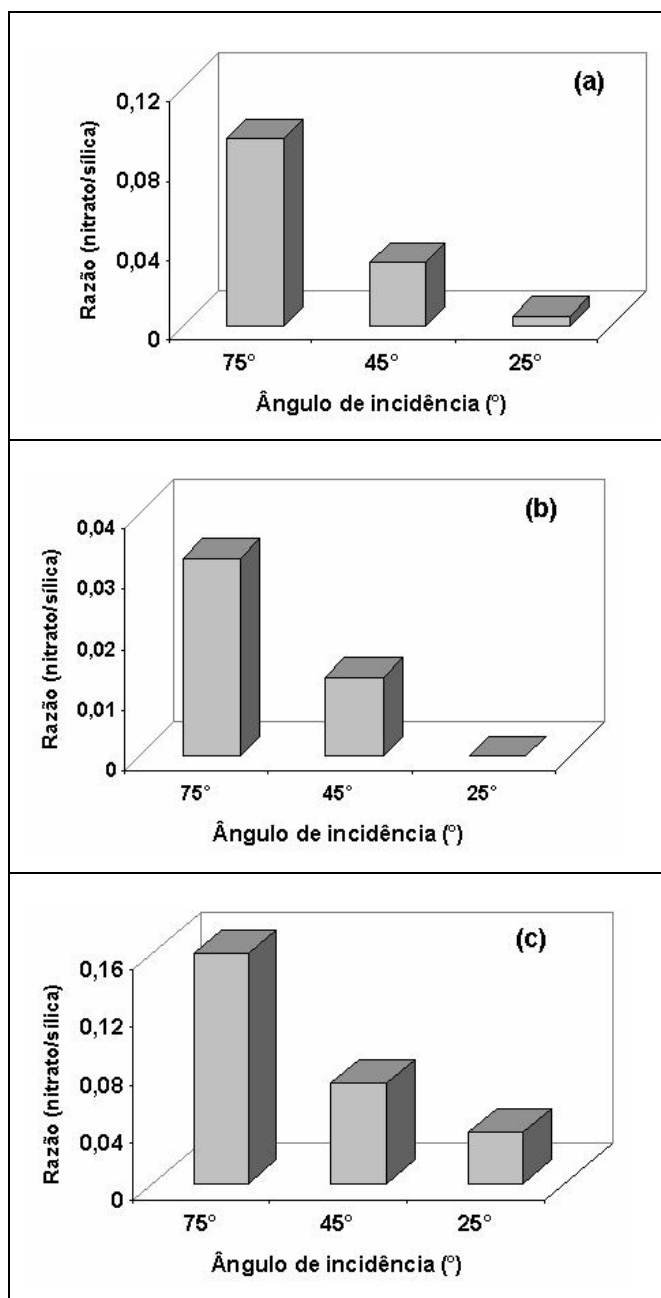 (a)
0,12
0,08
0,04
0
Razão (nitrato/sílica)
75° 45° 25°
Ângulo de incidência (°)
(b)
0,04
0,03
0,02
0,01
0
Razão (nitrato/sílica)
75° 45° 25°
Ângulo de incidência (°)
(c)
0,16
0,12
0,08
0,04
0
Razão (nitrato/sílica)
75° 45° 25°
Ângulo de incidência (°)